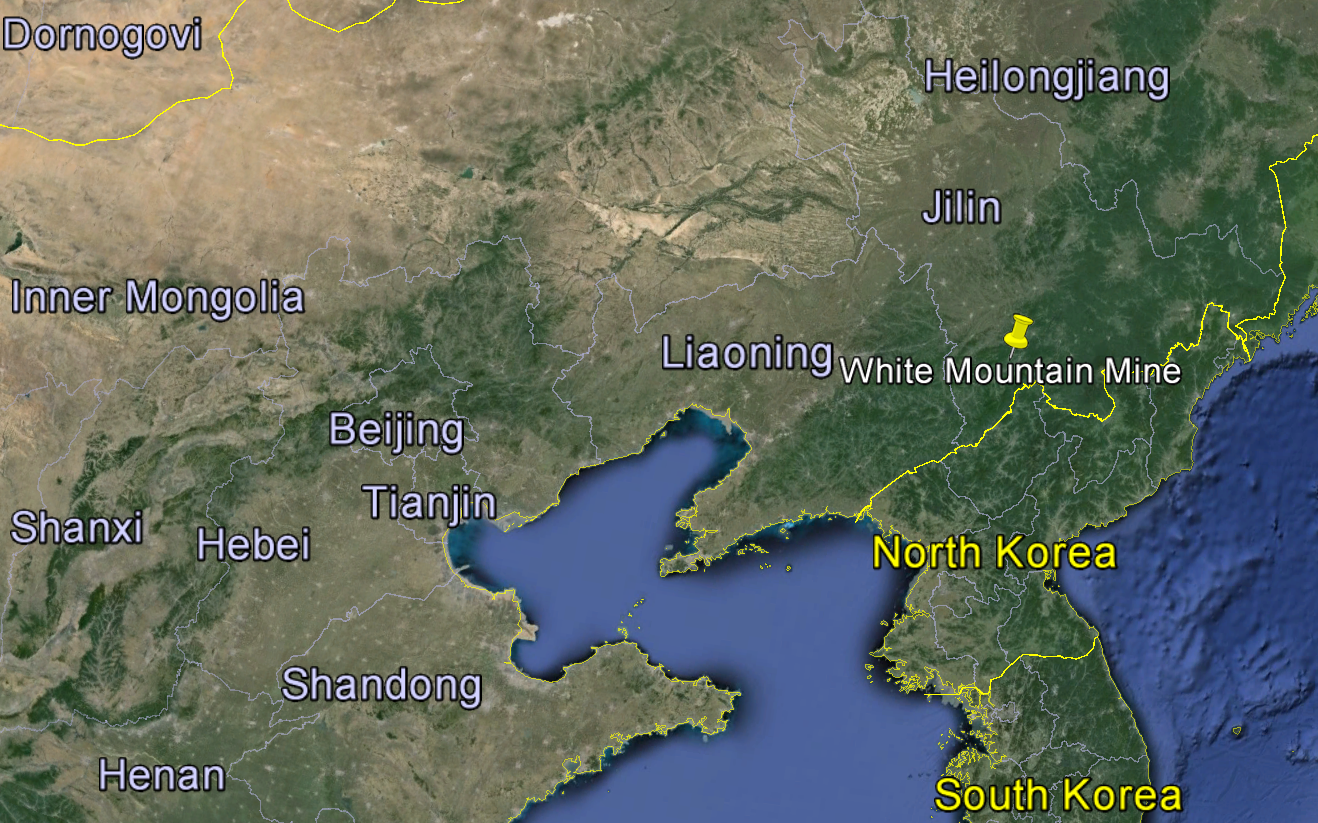 Dornogovi
Heilongjiang
Jilin
Inner Mongolia
Liaoning
White Mountain Mine
Beijing
Tianjin
Shanxi
Hebei
North Korea
Shandong
Henan
South Korea